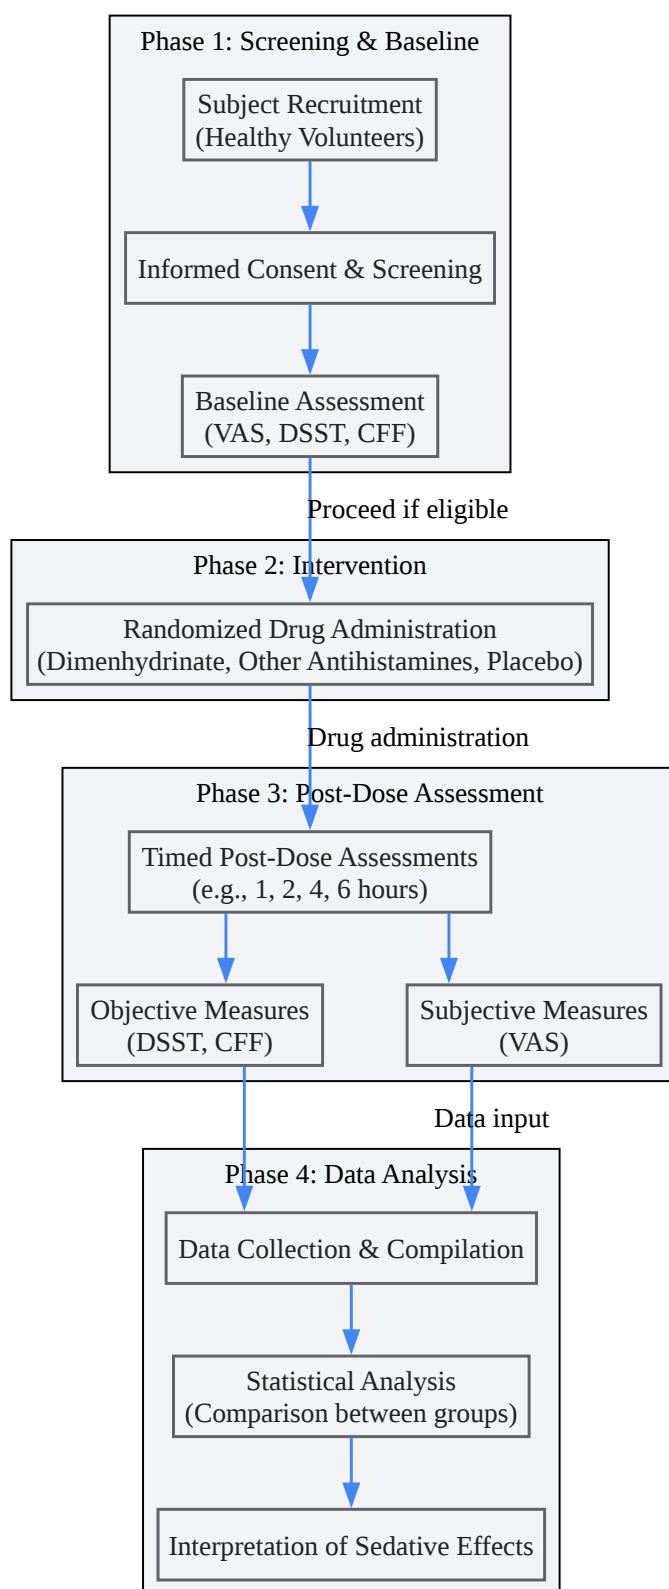 Phase 1: Screening & Baseline
Subject Recruitment
(Healthy Volunteers)
Informed Consent & Screening
Baseline Assessment
(VAS, DSST, CFF)
Proceed if eligible
Phase 2: Intervention
Randomized Drug Administration
(Dimenhydrinate, Other Antihistamines, Placebo)
Drug administration
Phase 3: Post-Dose Assessment
Timed Post-Dose Assessments
(e.g., 1, 2, 4, 6 hours)
Objective Measures
(DSST, CFF)
Subjective Measures
(VAS)
Data input
Phase 4: Data Analysis
Data Collection & Compilation
Statistical Analysis
(Comparison between groups)
Interpretation of Sedative Effects